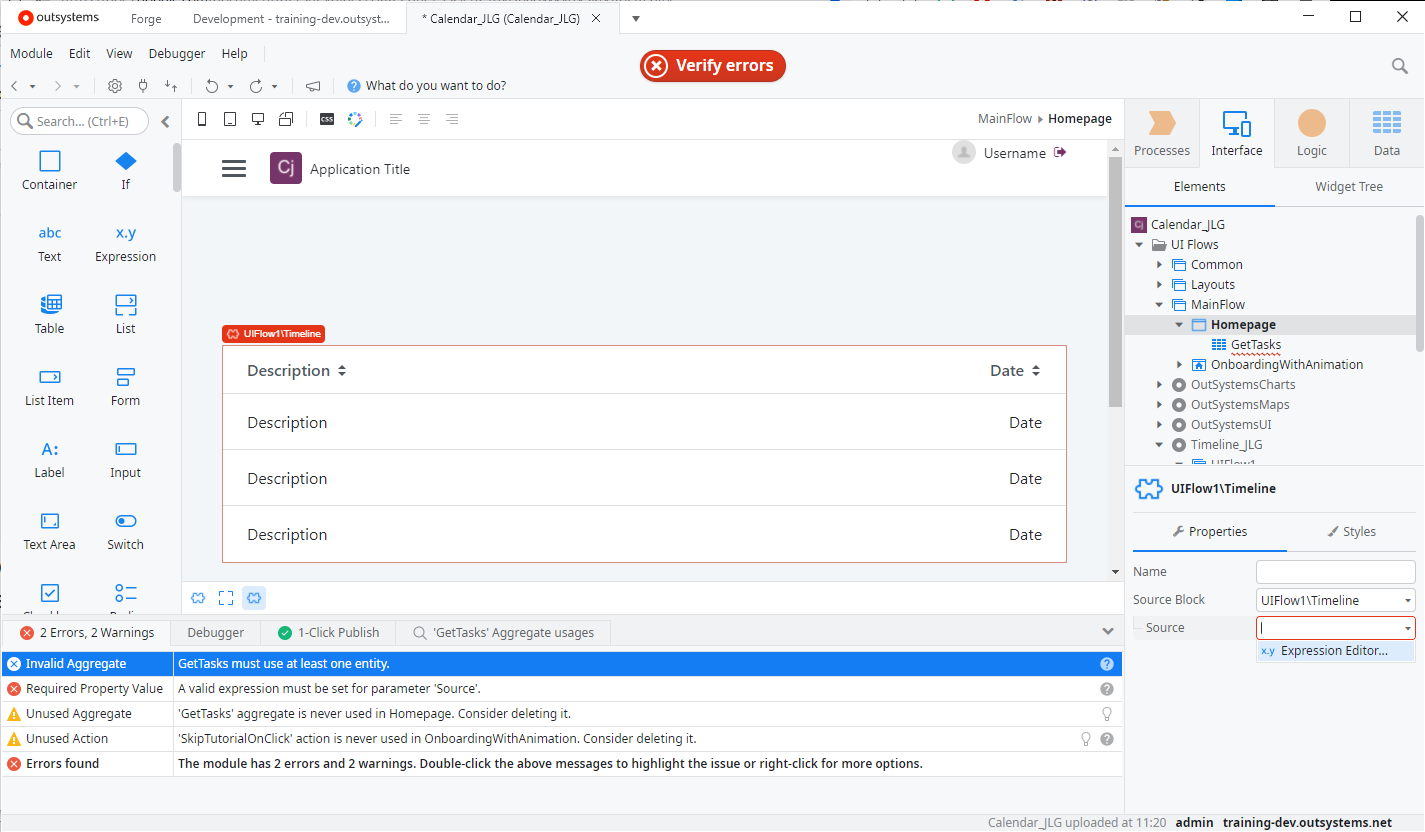 outsystems
Forge
Development - training-dev.outsyst...
* Calendar_JLG (Calendar_JLG)
Module Edit View Debugger Help
Verify errors
What do you want to do?
Search... (Ctrl+E)
css
MainFlow Homepage
Processes Interface Logic Data
Container If
Cj Application Title
Username
Elements Widget Tree
abc x.y
Text Expression
Cj Calendar_JLG
UI Flows
Common
Layouts
MainFlow
Homepage
GetTasks
OnboardingWithAnimation
OutSystemsCharts
OutSystemsMaps
OutSystemsUI
Timeline_JLG
UIFlow1
Table List
List Item Form
A:
Label Input
Text Area Switch
UIFlow1\Timeline
Description Date
Description Date
Description Date
Description Date
UIFlow1\Timeline
Properties Styles
Name
Source Block UIFlow1\Timeline
Source
x.y Expression Editor...
2 Errors, 2 Warnings Debugger 1-Click Publish 'GetTasks' Aggregate usages
Invalid Aggregate GetTasks must use at least one entity.
Required Property Value A valid expression must be set for parameter 'Source'.
Unused Aggregate 'GetTasks' aggregate is never used in Homepage. Consider deleting it.
Unused Action 'SkipTutorialOnClick' action is never used in OnboardingWithAnimation. Consider deleting it.
Errors found The module has 2 errors and 2 warnings. Double-click the above messages to highlight the issue or right-click for more options.
Calendar_JLG uploaded at 11:20 admin training-dev.outsystems.net